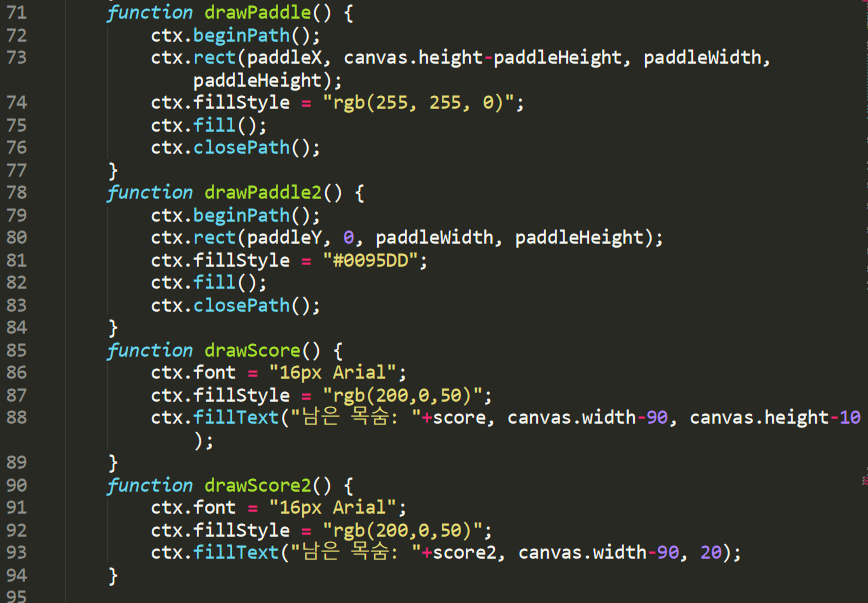 71 function drawPaddle() {
72 ctx.beginPath();
73 ctx.rect(paddleX, canvas.height-paddleHeight, paddleWidth,
paddleHeight);
74 ctx.fillStyle = "rgb(255, 255, 0)";
75 ctx.fill();
76 ctx.closePath();
77 }
78 function drawPaddle2() {
79 ctx.beginPath();
80 ctx.rect(paddleY, 0, paddleWidth, paddleHeight);
81 ctx.fillStyle = "#0095DD";
82 ctx.fill();
83 ctx.closePath();
84 }
85 function drawScore() {
86 ctx.font = "16px Arial";
87 ctx.fillStyle = "rgb(200,0,50)";
88 ctx.fillText("남은 목숨: "+score, canvas.width-90, canvas.height-10
);
89 }
90 function drawScore2() {
91 ctx.font = "16px Arial";
92 ctx.fillStyle = "rgb(200,0,50)";
93 ctx.fillText("남은 목숨: "+score2, canvas.width-90, 20);
94 }
95